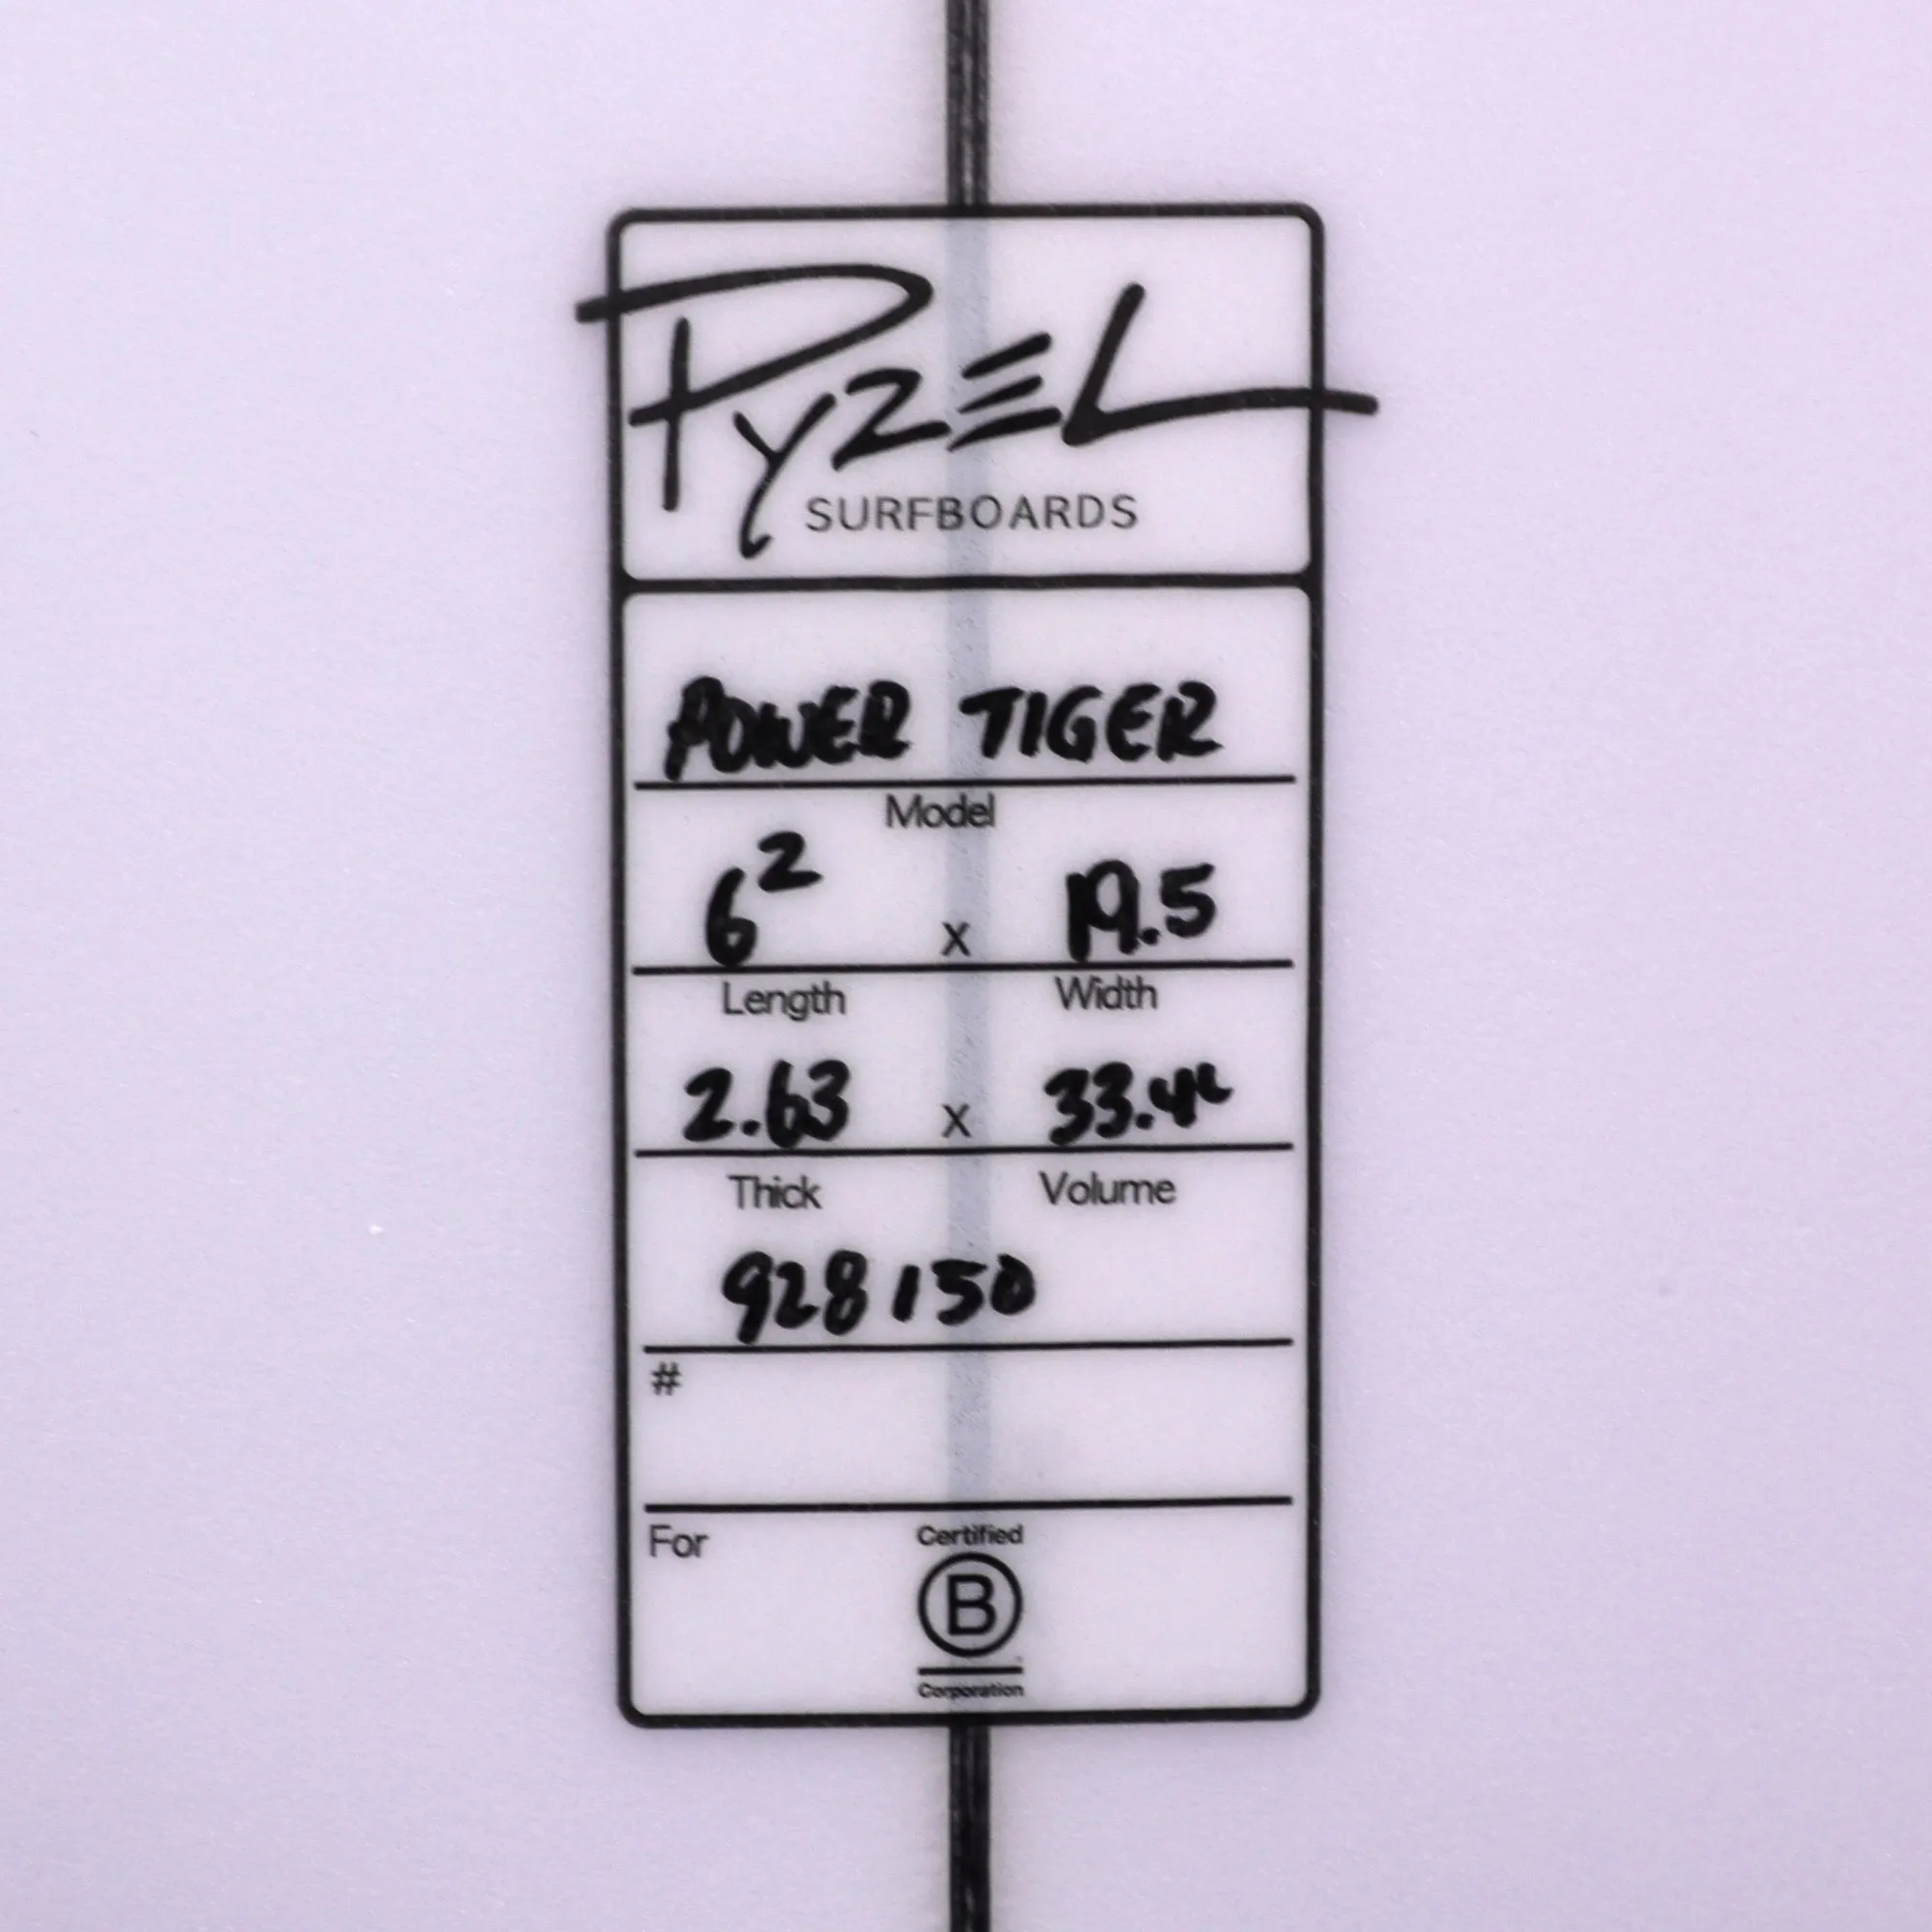 PYZEL
SURFBOARDS
POWER TIGER
Model
6² x 19.5
Length Width
2.63 x 33.4L
Thick Volume
928150
#
For
Certified
B
Corporation